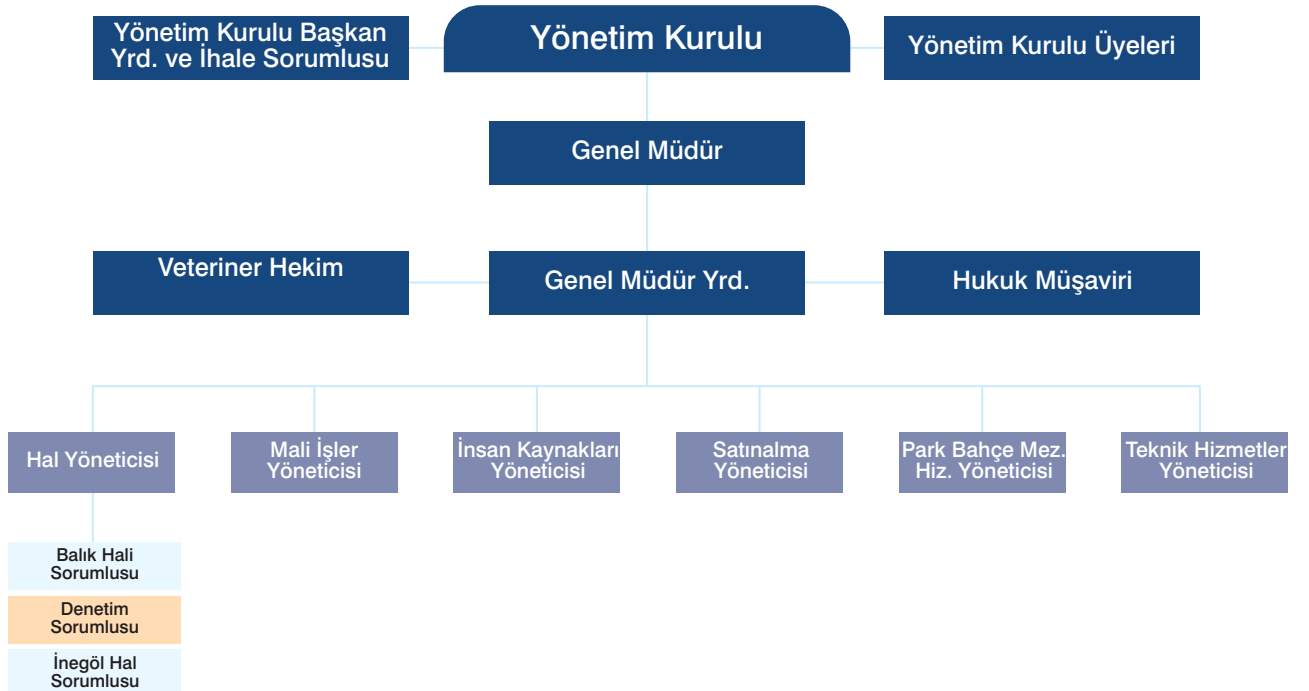 Yönetim Kurulu Başkan
Yrd. ve İhale Sorumlusu
Yönetim Kurulu
Yönetim Kurulu Üyeleri
Genel Müdür
Veteriner Hekim
Genel Müdür Yrd.
Hukuk Müşaviri
Hal Yöneticisi
Mali İşler
Yöneticisi
İnsan Kaynakları
Yöneticisi
Satınalma
Yöneticisi
Park Bahçe Mez.
Hiz. Yöneticisi
Teknik Hizmetler
Yöneticisi
Balık Hali
Sorumlusu
Denetim
Sorumlusu
İnegöl Hal
Sorumlusu